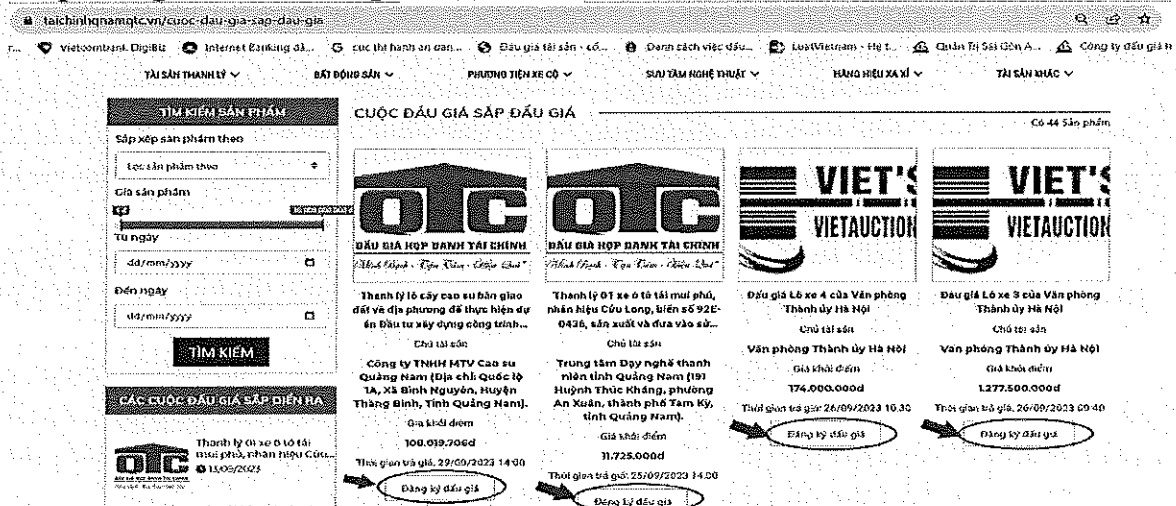 taichinhqnamqtc.vn/cuoc-dau-gia-sap-dau-gia
Vietcombank DigiBiz
Internet Banking dà...
cục thi hành an dan...
Đấu giá tài sản - cổ...
Danh sách việc đấu...
LuatVietnam - Hệ t...
Quản Trị Sài Gòn A...
Công ty đấu giá h
TÀI SẢN THANH LÝ
BẤT ĐỘNG SẢN
PHƯƠNG TIỆN XE CỘ
SƯU TẦM NGHỆ THUẬT
HÀNG HIỆU XA XỈ
TÀI SẢN KHÁC
TÌM KIẾM SẢN PHẨM
Sắp xếp sản phẩm theo
Lọc sản phẩm theo
Giá sản phẩm
Từ ngày
dd/mm/yyyy
Đến ngày
dd/mm/yyyy
TÌM KIẾM
CÁC CUỘC ĐẤU GIÁ SẮP DIỄN RA
QTC
Thanh lý 01 xe ô tô tải
mui phủ, nhãn hiệu Cửu...
13/09/2023
CUỘC ĐẤU GIÁ SẮP ĐẤU GIÁ
Có 44 Sản phẩm
QTC
ĐẤU GIÁ HỢP DANH TÀI CHÍNH
Minh Bạch - Tận Tâm - Hiệu Quả
Thanh lý lô cây cao su bàn giao
đất về địa phương để thực hiện dự
án Đầu tư xây dựng công trình...
Chủ tài sản
Công ty TNHH MTV Cao su
Quảng Nam (Địa chỉ: Quốc lộ
1A, Xã Bình Nguyên, Huyện
Thăng Bình, Tỉnh Quảng Nam).
Giá khởi điểm
108.019.706đ
Thời gian trả giá: 29/09/2023 14:00
Đăng ký đấu giá
QTC
ĐẤU GIÁ HỢP DANH TÀI CHÍNH
Minh Bạch - Tận Tâm - Hiệu Quả
Thanh lý 01 xe ô tô tải mui phủ,
nhãn hiệu Cửu Long, biển số 92E-
0436, sản xuất và đưa vào sử...
Chủ tài sản
Trung tâm Dạy nghề thanh
niên tỉnh Quảng Nam (191
Huỳnh Thúc Kháng, phường
An Xuân, thành phố Tam Kỳ,
tỉnh Quảng Nam).
Giá khởi điểm
11.725.000đ
Thời gian trả giá: 25/09/2023 14:00
Đăng ký đấu giá
VIET'S
VIETAUCTION
Đấu giá Lô xe 4 của Văn phòng
Thành ủy Hà Nội
Chủ tài sản
Văn phòng Thành ủy Hà Nội
Giá khởi điểm
174.000.000đ
Thời gian trả giá: 26/09/2023 10:30
Đăng ký đấu giá
VIET'S
VIETAUCTION
Đấu giá Lô xe 3 của Văn phòng
Thành ủy Hà Nội
Chủ tài sản
Văn phòng Thành ủy Hà Nội
Giá khởi điểm
1.277.500.000đ
Thời gian trả giá: 26/09/2023 09:40
Đăng ký đấu giá